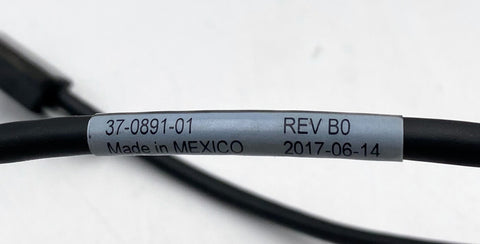 37-0891-01 REV B0
Made in MEXICO 2017-06-14